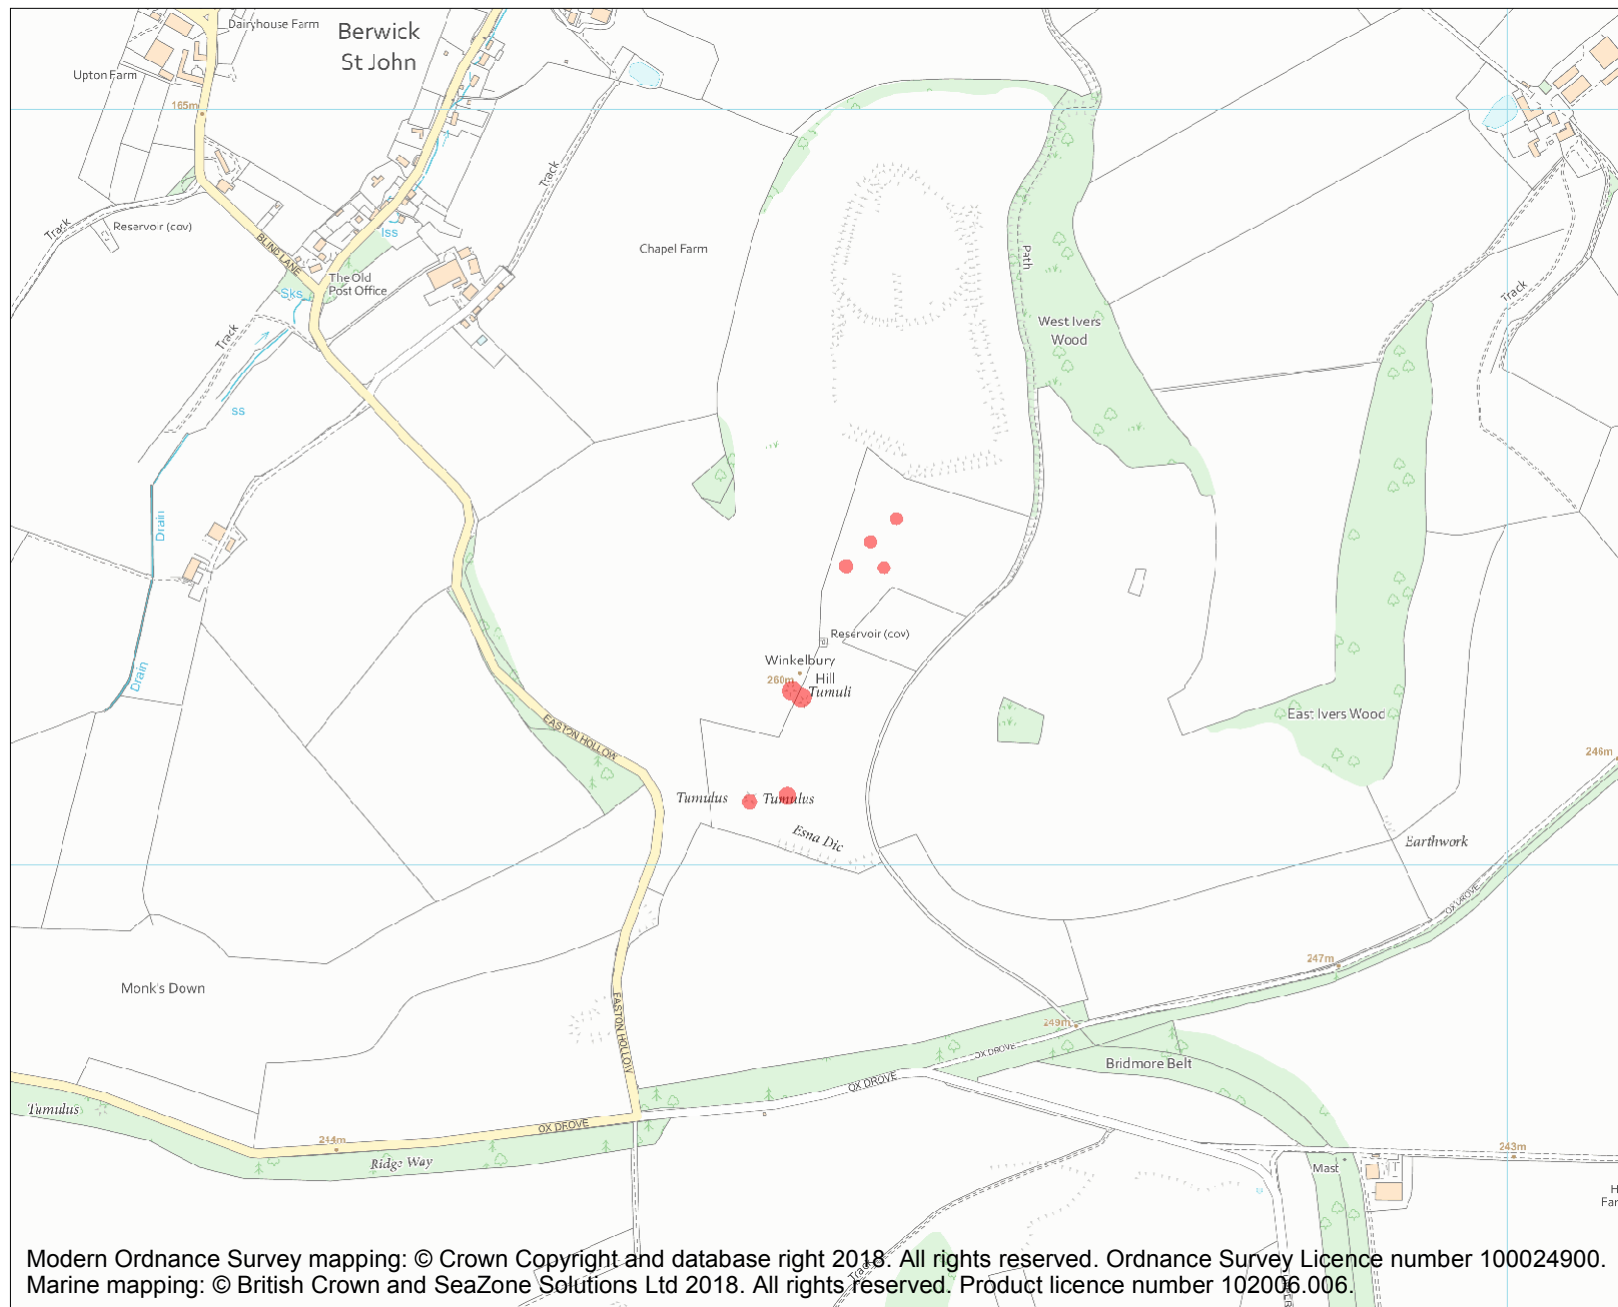 Dairyhouse Farm
Berwick
St John
Upton Farm
165m
Track
Track
Reservoir (cov)
Iss
BLIND LANE
Chapel Farm
Path
The Old
Post Office
Sks
Track
Track
West Ivers
Wood
ss
Drain
Reservoir (cov)
Winkelbury
Hill
260m
Tumuli
Drain
East Ivers Wood
EASTON HOLLOW
246m
Tumulus
Tumulus
Esna Dic
Earthwork
OX DROVE
247m
Monk's Down
EASTON HOLLOW
249m
OX DROVE
Bridmore Belt
OX DROVE
Tumulus
OX DROVE
244m
Ridge Way
243m
Mast
H
Far
Track
Modern Ordnance Survey mapping: © Crown Copyright and database right 2018. All rights reserved. Ordnance Survey Licence number 100024900.
Marine mapping: © British Crown and SeaZone Solutions Ltd 2018. All rights reserved. Product licence number 102006.006.